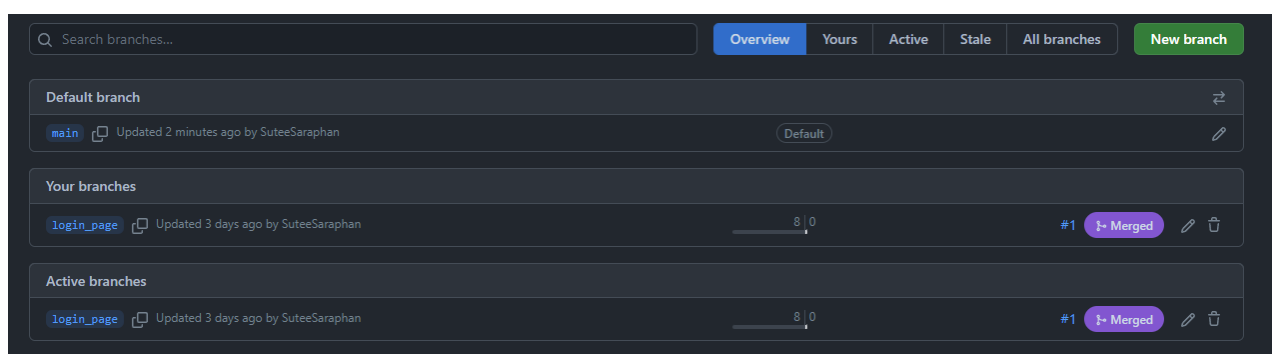 Search branches...
Overview Yours Active Stale All branches New branch
Default branch
main Updated 2 minutes ago by SuteeSaraphan Default
Your branches
login_page Updated 3 days ago by SuteeSaraphan 8 0 #1 Merged
Active branches
login_page Updated 3 days ago by SuteeSaraphan 8 0 #1 Merged